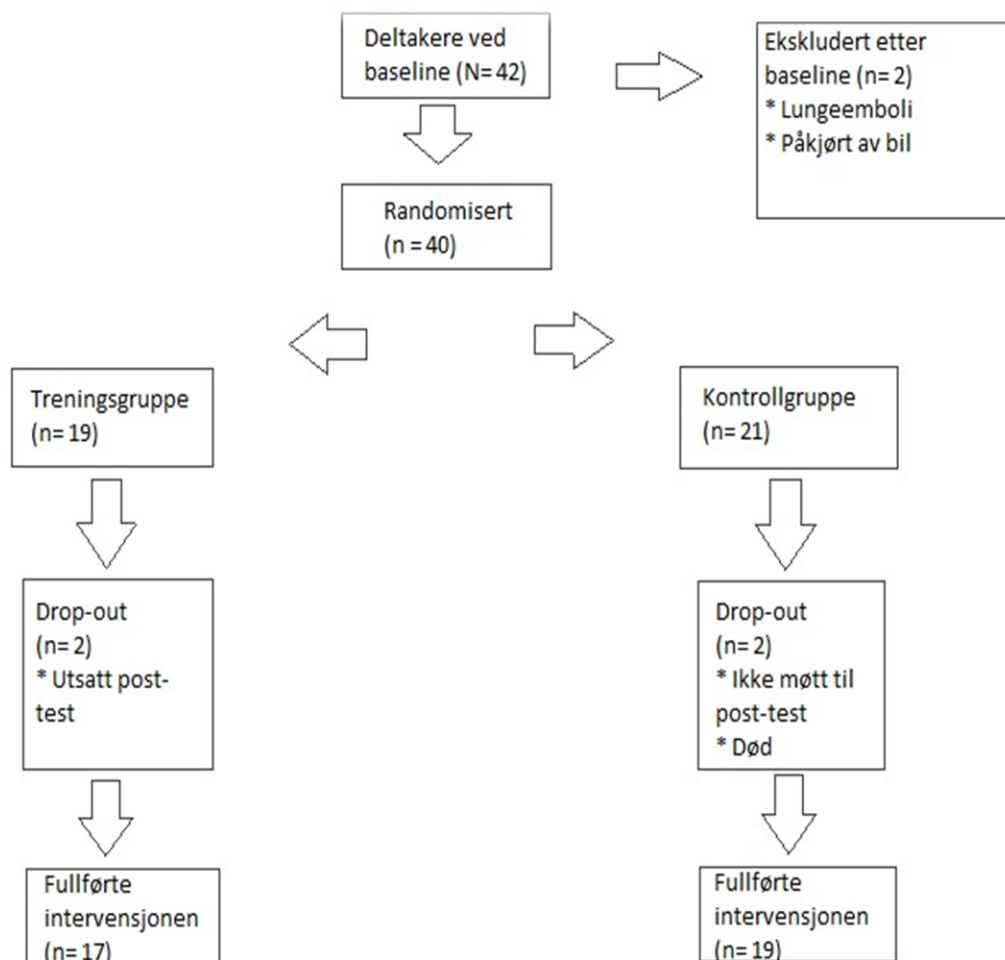 Deltakere ved
baseline (N= 42)
Ekskludert etter
baseline (n= 2)
* Lungeemboli
* Påkjørt av bil
Randomisert
(n = 40)
Treningsgruppe
(n= 19)
Kontrollgruppe
(n= 21)
Drop-out
(n= 2)
* Utsatt post-
test
Drop-out
(n= 2)
* Ikke møtt til
post-test
* Død
Fullførte
intervensjonen
(n= 17)
Fullførte
intervensjonen
(n= 19)